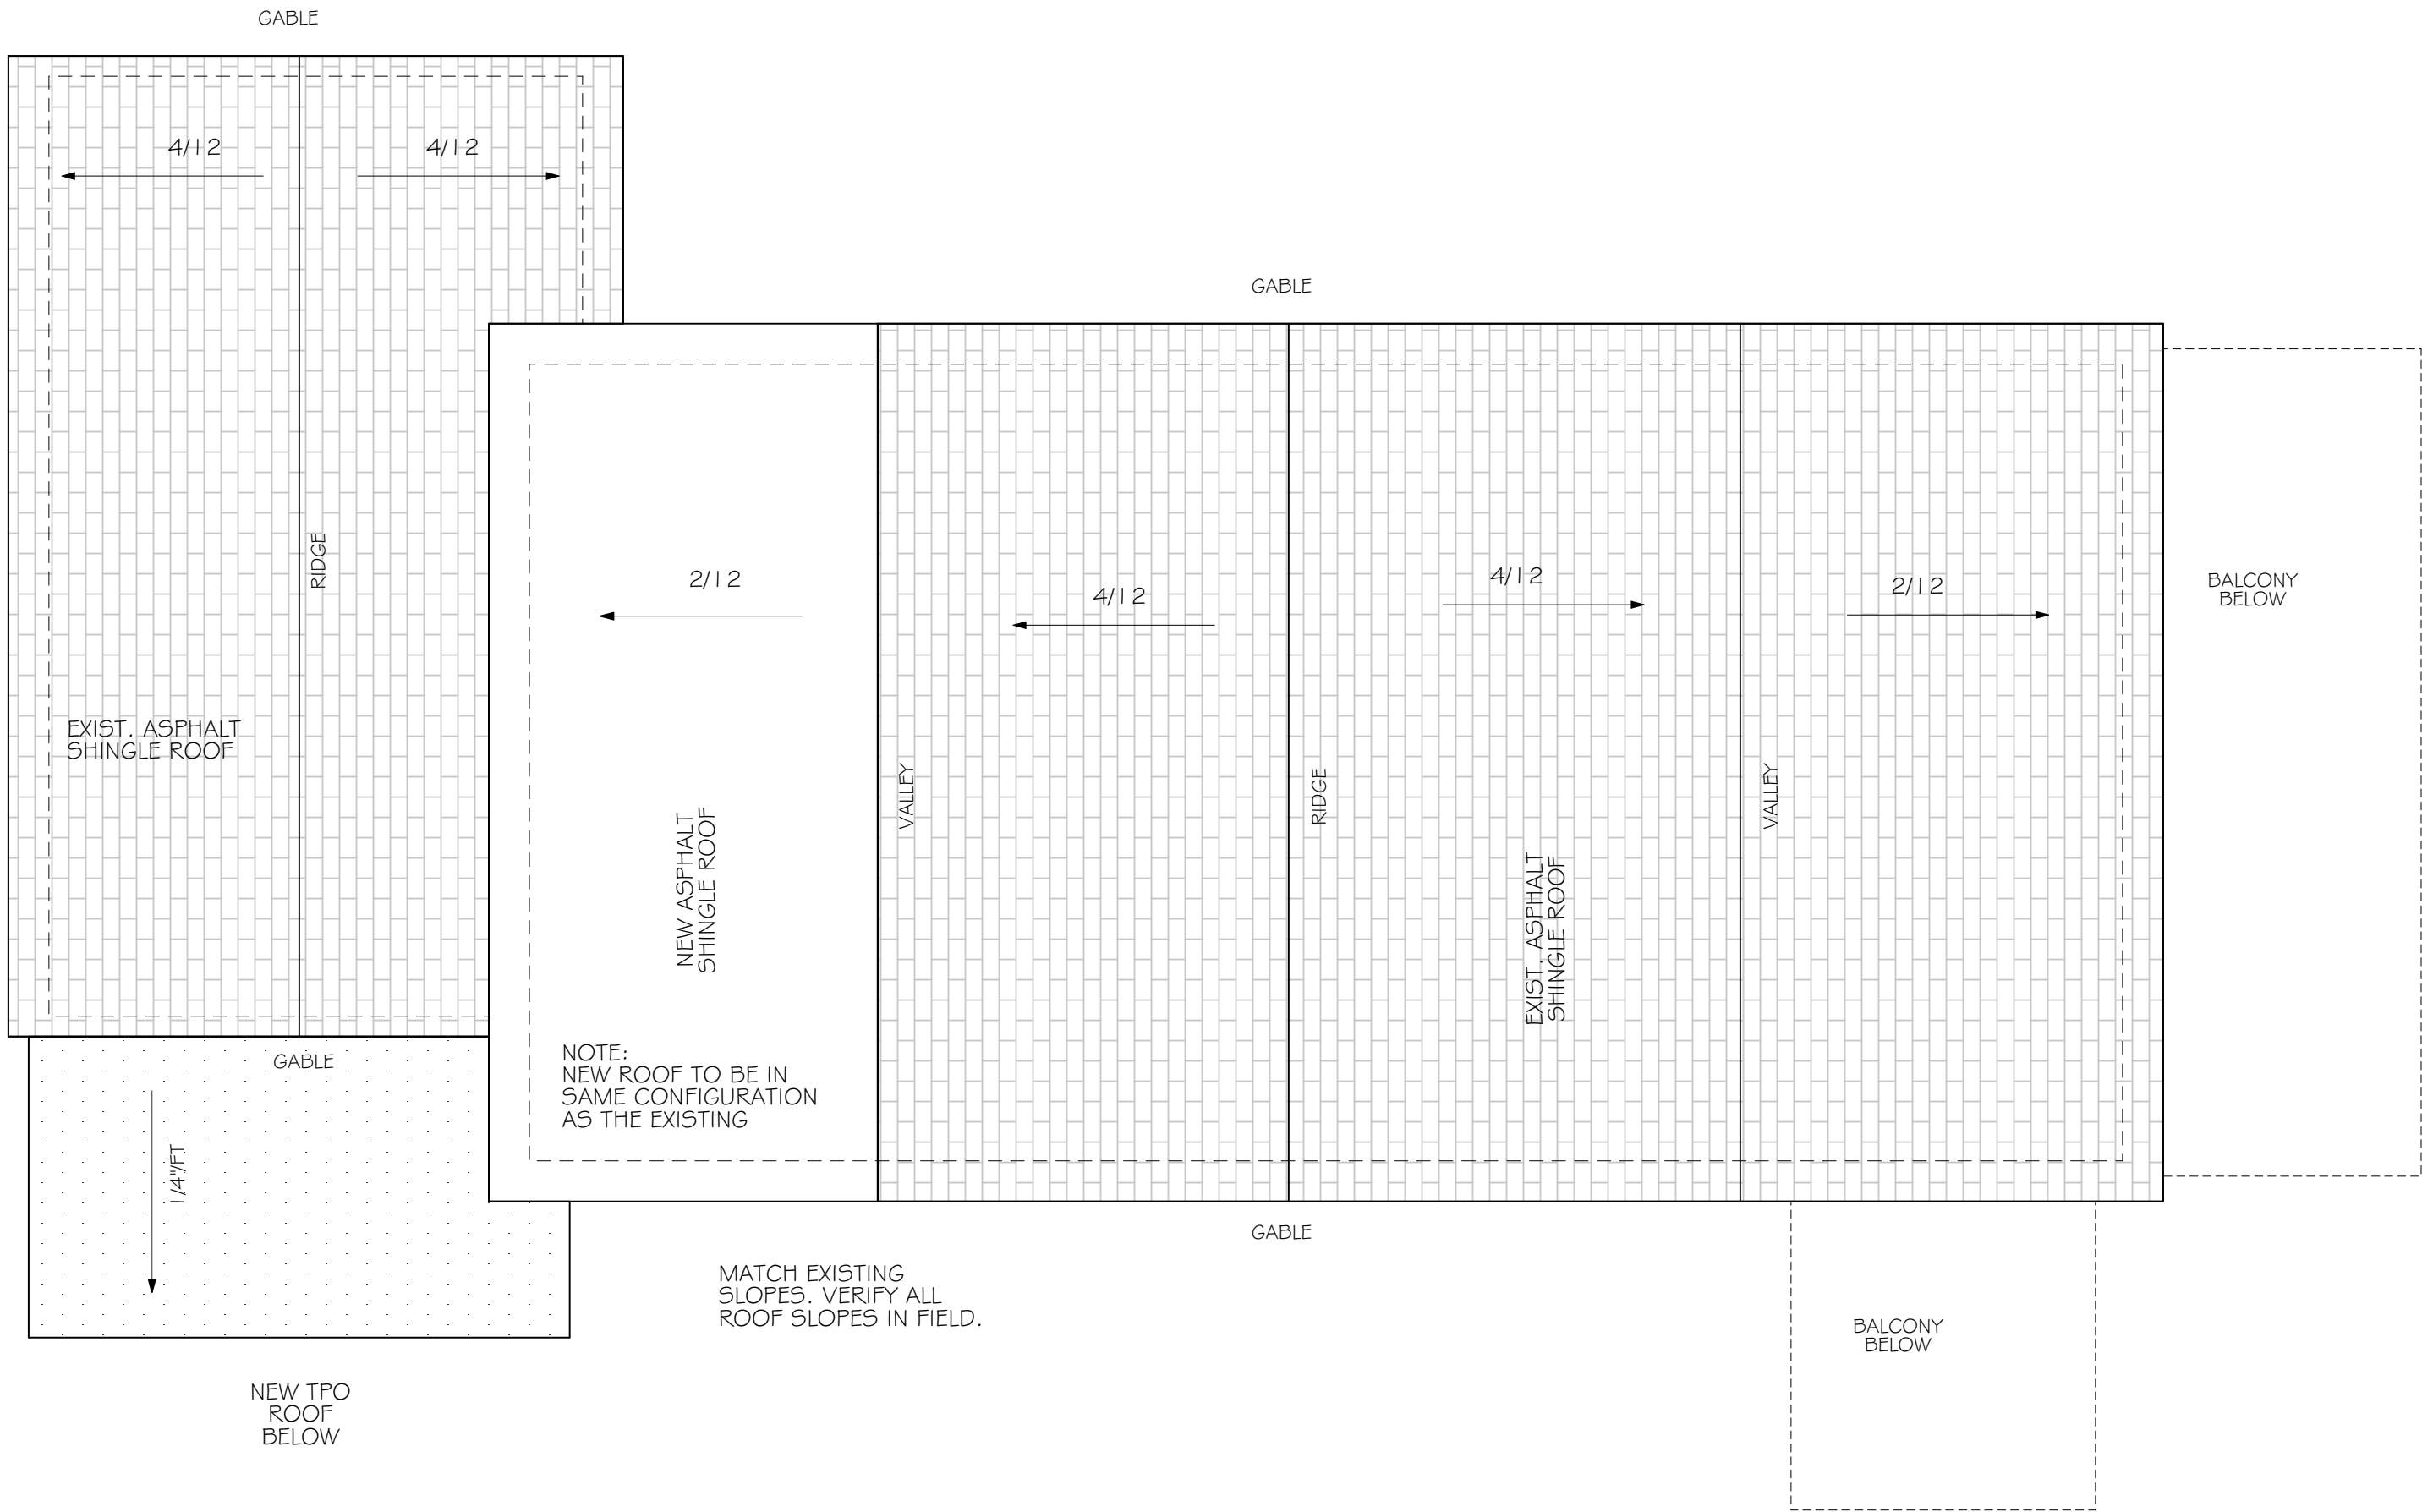 GABLE
4/12
4/12
GABLE
RIDGE
2/12
4/12
4/12
2/12
BALCONY
BELOW
EXIST. ASPHALT
SHINGLE ROOF
VALLEY
RIDGE
VALLEY
NEW ASPHALT
SHINGLE ROOF
EXIST. ASPHALT
SHINGLE ROOF
GABLE
NOTE:
NEW ROOF TO BE IN
SAME CONFIGURATION
AS THE EXISTING
1/4"/FT
GABLE
MATCH EXISTING
SLOPES. VERIFY ALL
ROOF SLOPES IN FIELD.
BALCONY
BELOW
NEW TPO
ROOF
BELOW